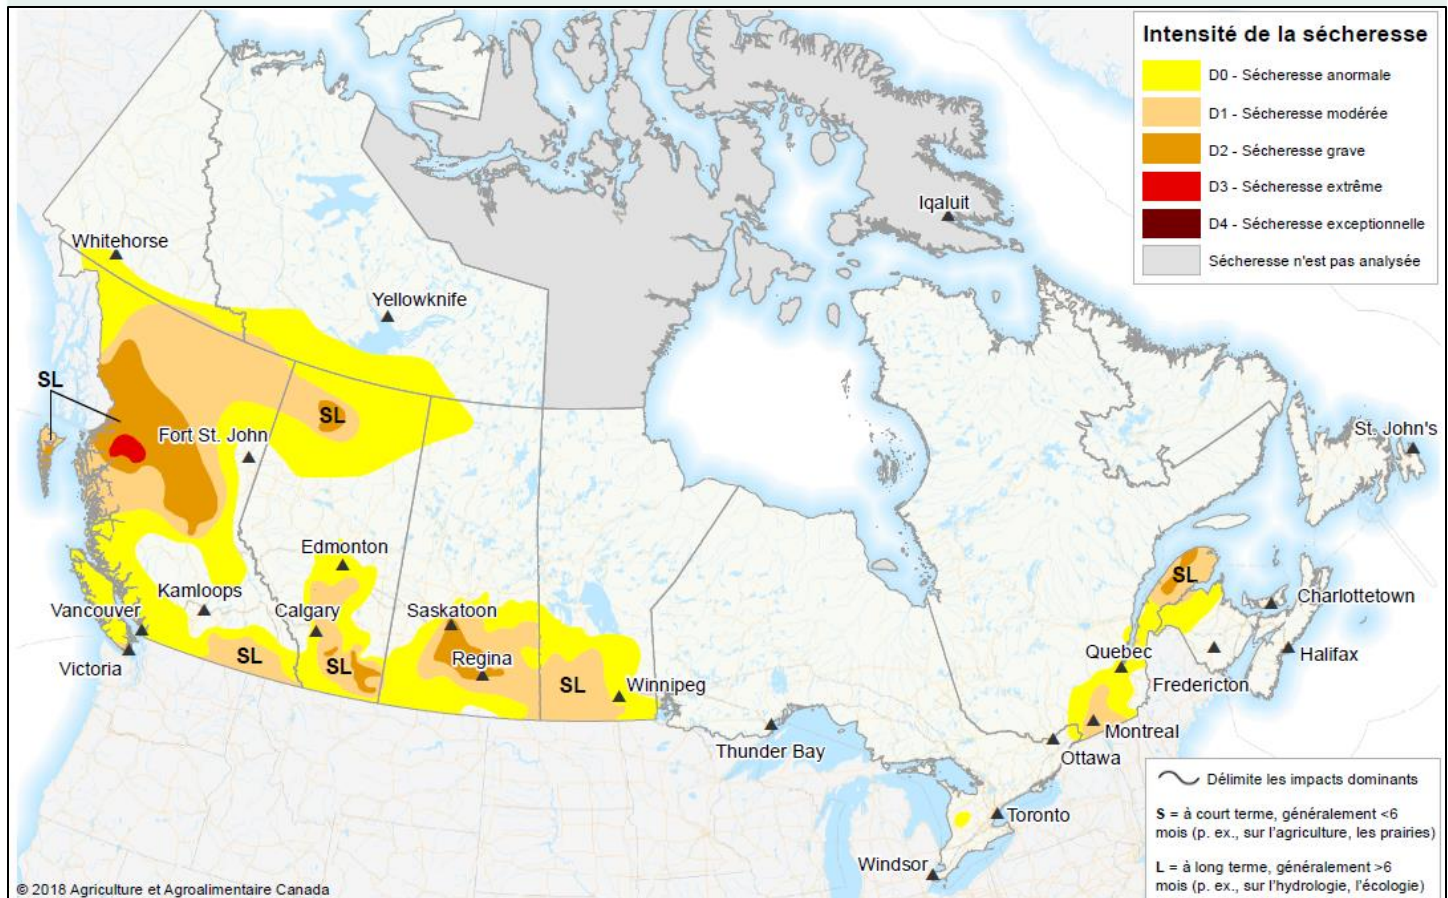 Intensité de la sécheresse
D0 - Sécheresse anormale
D1 - Sécheresse modérée
D2 - Sécheresse grave
D3 - Sécheresse extrême
D4 - Sécheresse exceptionnelle
Sécheresse n'est pas analysée
Iqaluit
Whitehorse
Yellowknife
SL
SL
Fort St. John
St. John's
Edmonton
SL
Kamloops
Charlottetown
Vancouver
Calgary
Saskatoon
Quebec
Halifax
SL
SL
Regina
Victoria
SL
Winnipeg
Fredericton
Montreal
Thunder Bay
Ottawa
Toronto
Windsor
Délimite les impacts dominants
S = à court terme, généralement <6
mois (p. ex., sur l'agriculture, les prairies)
L = à long terme, généralement >6
mois (p. ex., sur l'hydrologie, l'écologie)
© 2018 Agriculture et Agroalimentaire Canada